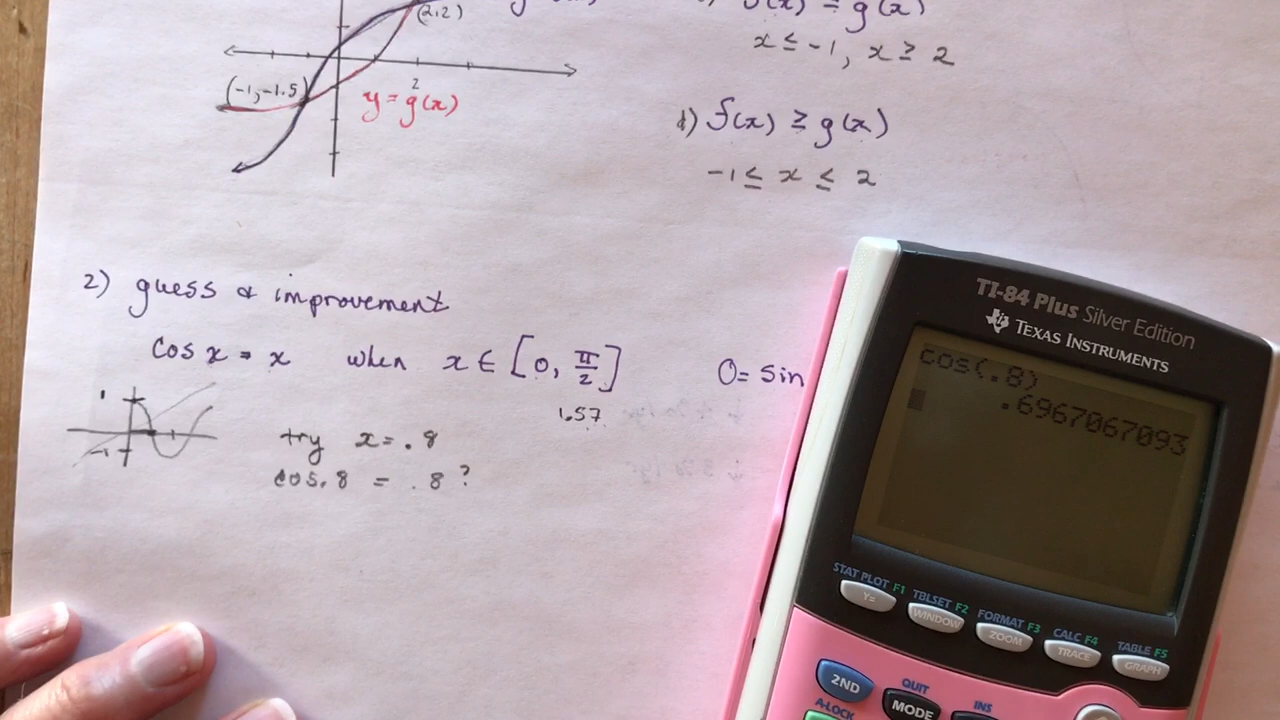 (2,2)
g(x)
x ≤ -1, x ≥ 2
(-1,-1.5)
2
y = g(x)
d) f(x) ≥ g(x)
-1 ≤ x ≤ 2
2) guess & improvement
cos x = x when x ∈ [0, π/2]
1.57
0 = sin
1
-1
try x = .8
cos .8 = .8 ?
TI-84 Plus Silver Edition
TEXAS INSTRUMENTS
cos(.8)
.6967067093
STAT PLOT F1 TBLSET F2 FORMAT F3 CALC F4 TABLE F5
Y= WINDOW ZOOM TRACE GRAPH
2ND
QUIT
MODE
INS
A-LOCK